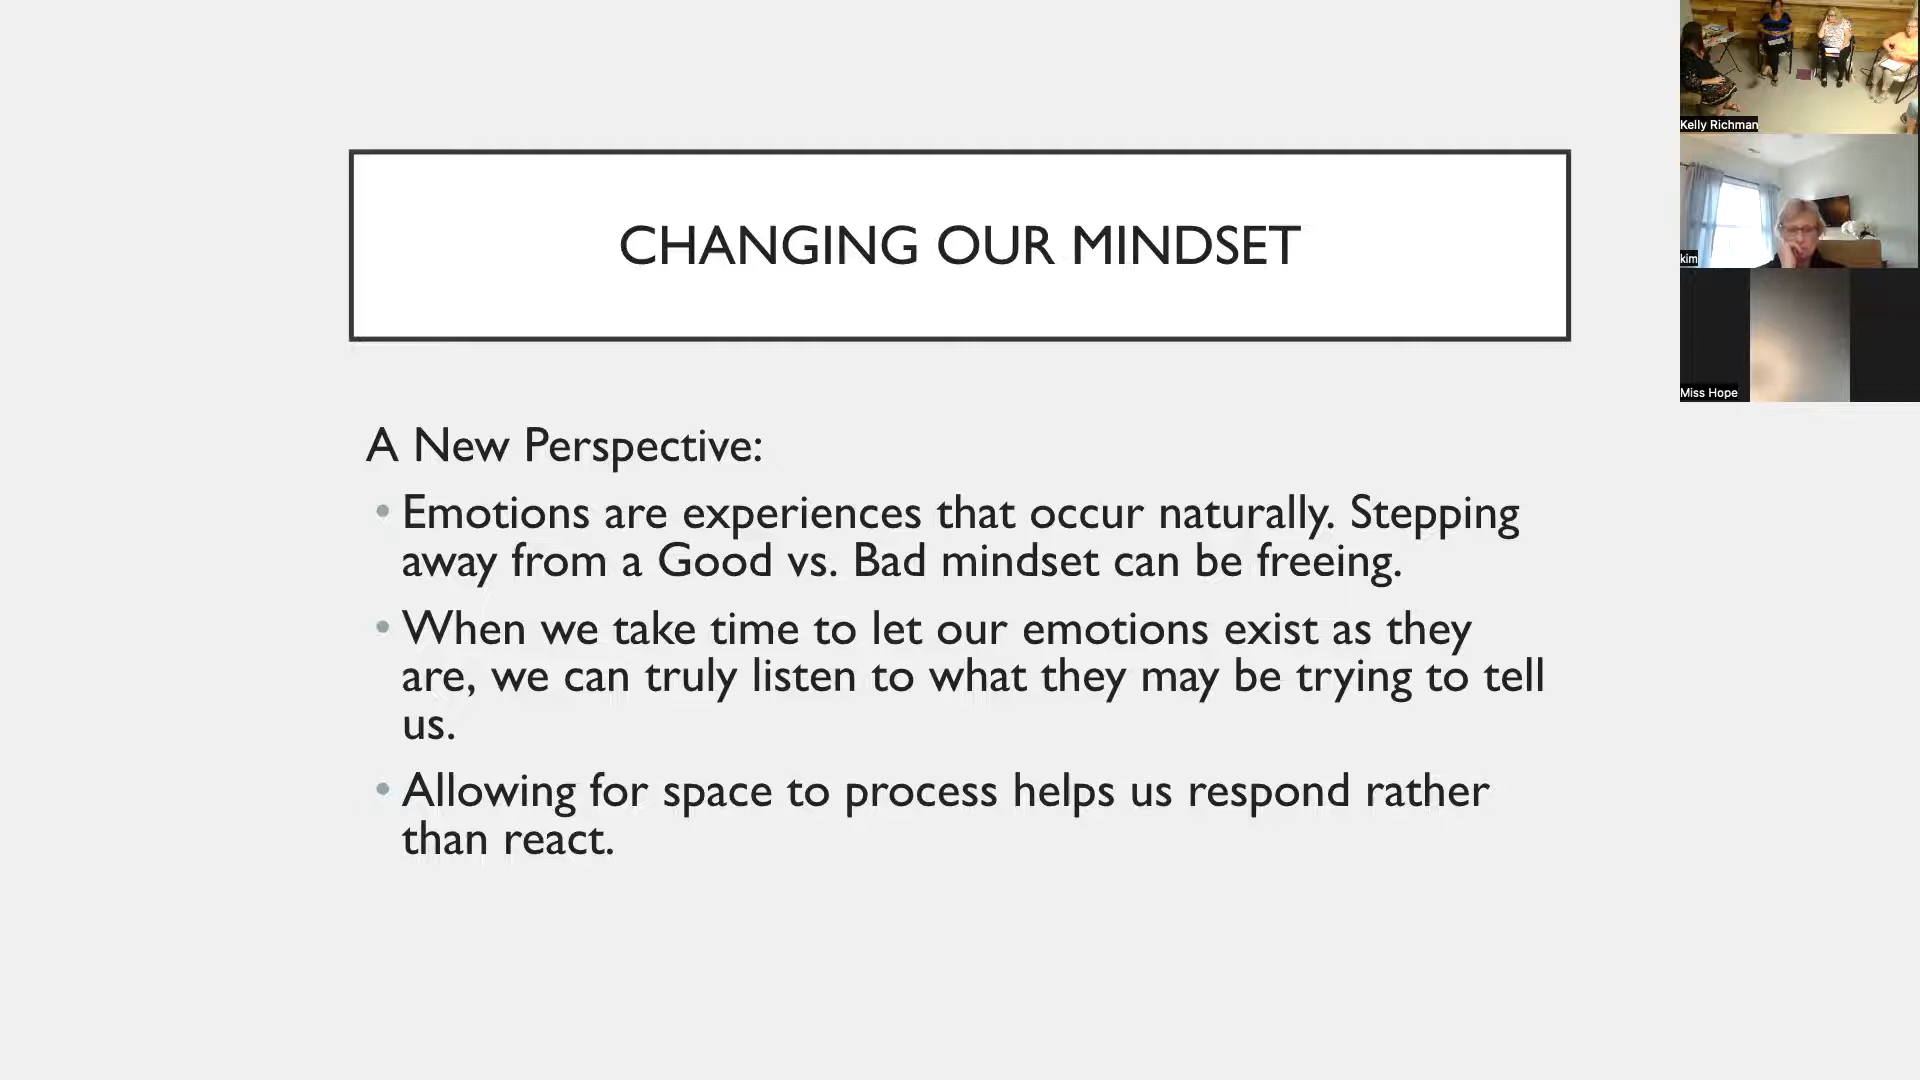 CHANGING OUR MINDSET
A New Perspective:
• Emotions are experiences that occur naturally. Stepping
away from a Good vs. Bad mindset can be freeing.
• When we take time to let our emotions exist as they
are, we can truly listen to what they may be trying to tell
us.
• Allowing for space to process helps us respond rather
than react.
Kelly Richman
kim
Miss Hope